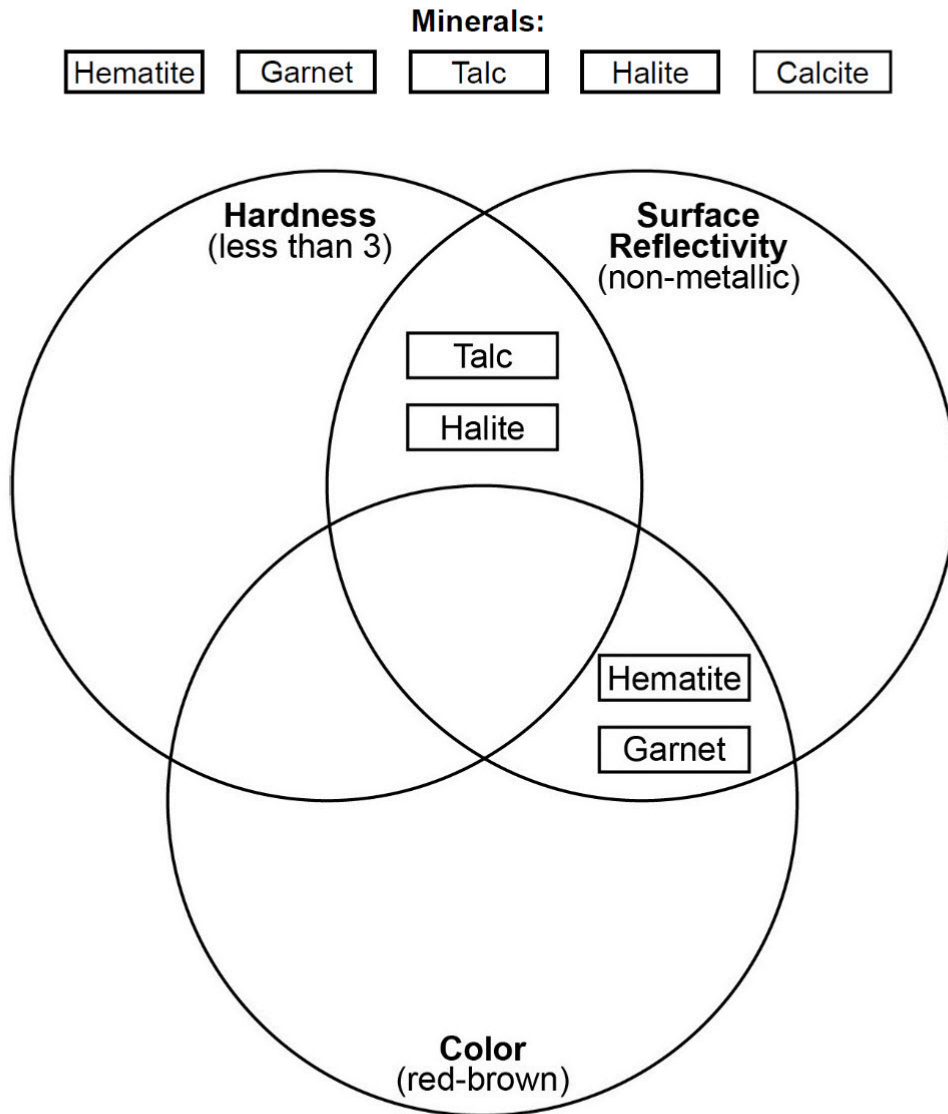 Minerals:
Hematite Garnet Talc Halite Calcite
Hardness
(less than 3)
Surface
Reflectivity
(non-metallic)
Talc
Halite
Hematite
Garnet
Color
(red-brown)